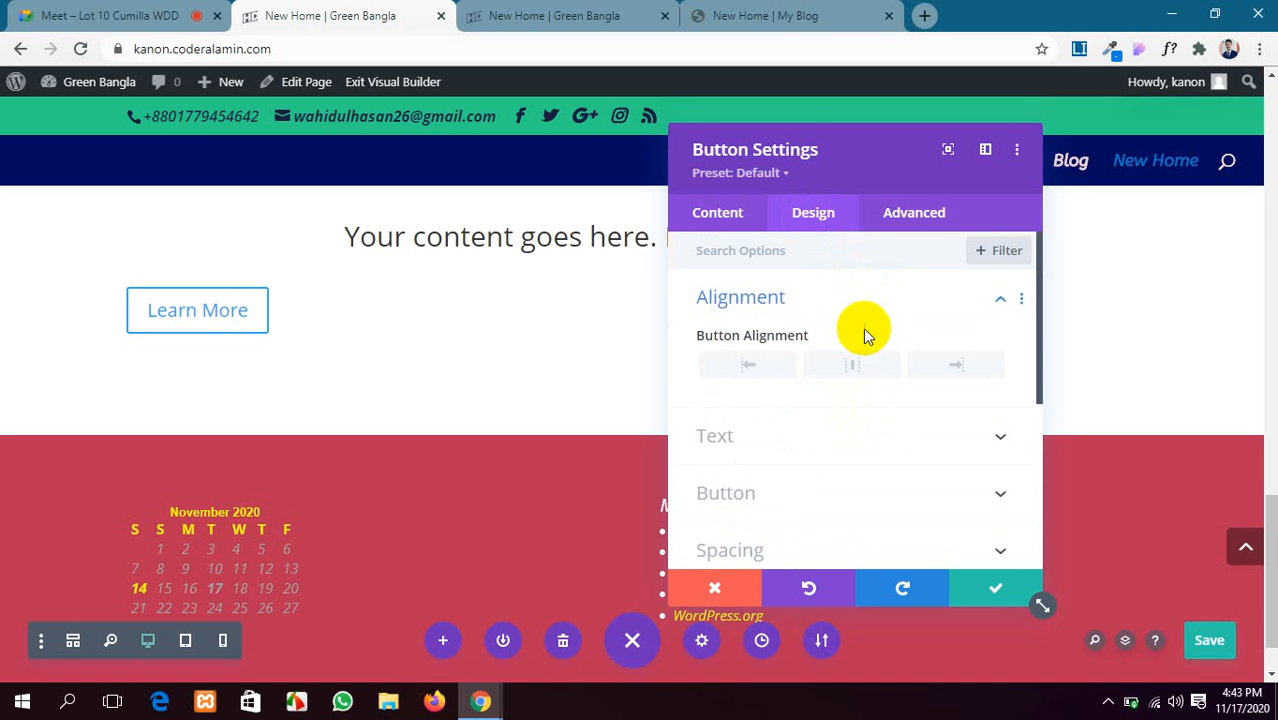 Meet – Lot 10 Cumilla WDD
New Home | Green Bangla
New Home | Green Bangla
New Home | My Blog
kanon.coderalamin.com
Green Bangla
0
New
Edit Page
Exit Visual Builder
Howdy, kanon
+8801779454642
wahidulhasan26@gmail.com
Blog
New Home
Button Settings
Preset: Default
Content
Design
Advanced
Your content goes here.
Search Options
Filter
Alignment
Learn More
Button Alignment
Text
Button
Spacing
November 2020
S S M T W T F
1 2 3 4 5 6
7 8 9 10 11 12 13
14 15 16 17 18 19 20
21 22 23 24 25 26 27
WordPress.org
Save
4:43 PM
11/17/2020